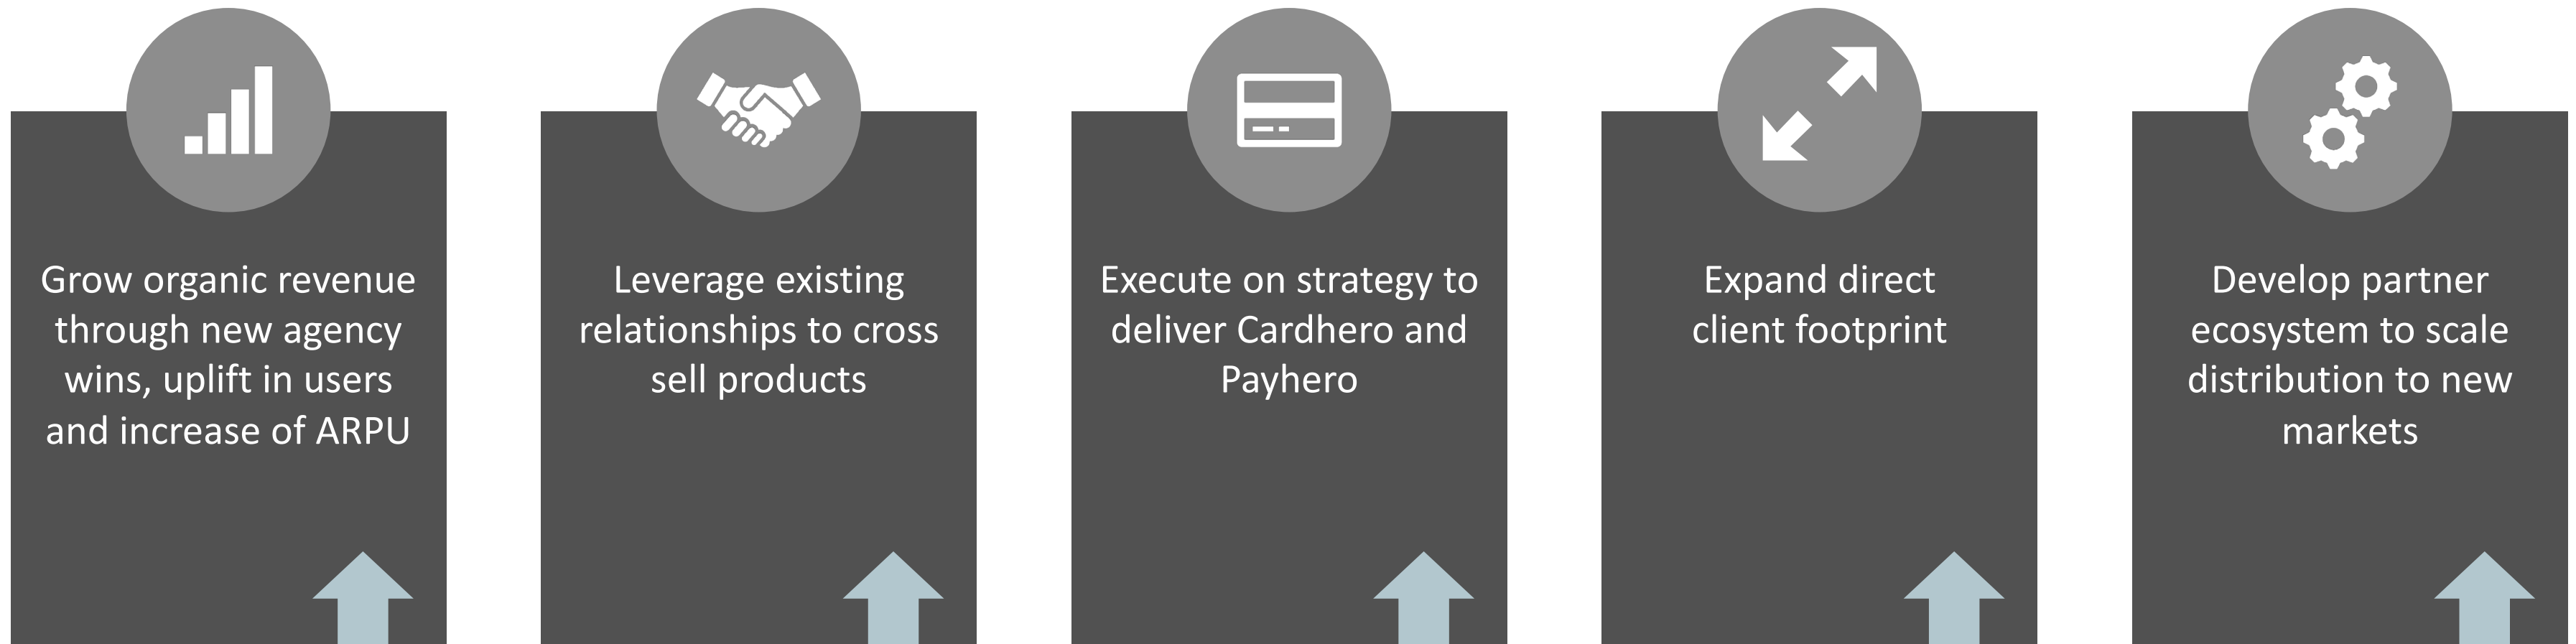 Grow organic revenue
through new agency
wins, uplift in users
and increase of ARPU
Leverage existing
relationships to cross
sell products
Execute on strategy to
deliver Cardhero and
Payhero
Expand direct
client footprint
Develop partner
ecosystem to scale
distribution to new
markets